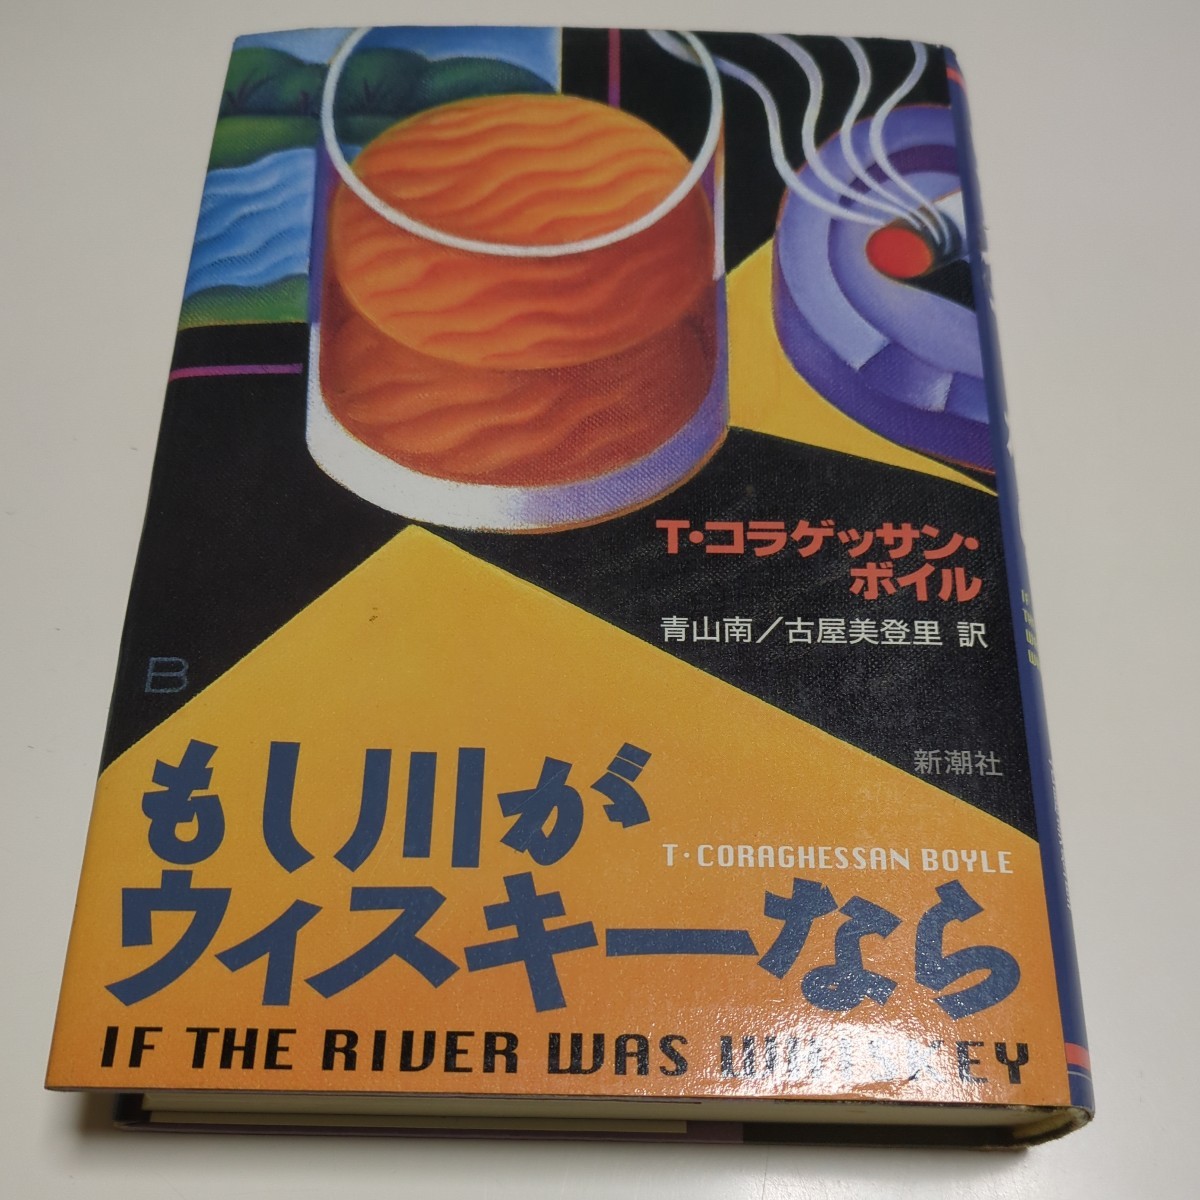 T・コラゲッサン・
ボイル
青山南／古屋美登里 訳
B
新潮社
もし川が
T・CORAGHESSAN BOYLE
ウィスキーなら
IF THE RIVER WAS WHISKEY